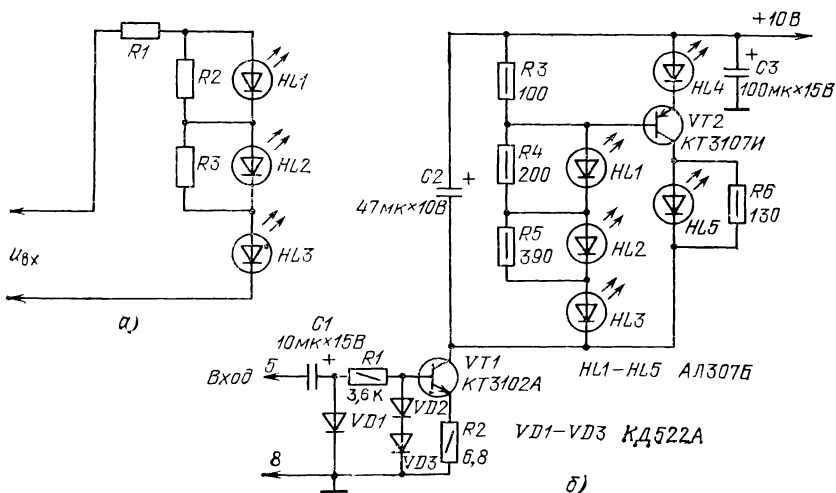 R1
R2
HL1
R3
HL2
HL3
Uвх
а)
+10В
R3
100
HL4
C3
100мк×15В
VT2
КТ3107И
R4
200
HL1
C2
47мк×10В
HL5
R6
130
R5
390
HL2
HL3
C1
10мк×15В
Вход 5
R1
3,6к
VT1
КТ3102А
HL1-HL5 АЛ307Б
VD1
VD2
VD3
R2
6,8
VD1-VD3 КД522А
8
б)